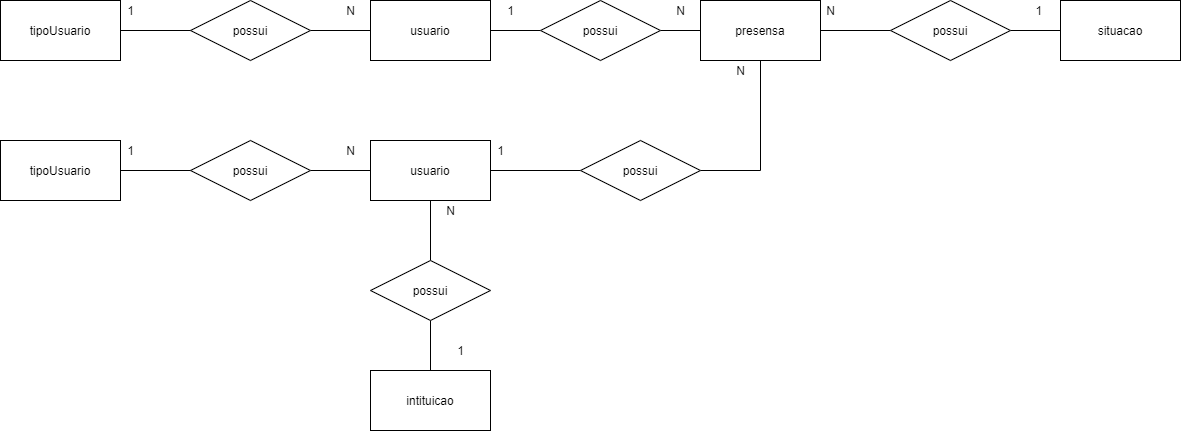 1 N 1 N N 1
tipoUsuario possui usuario possui presensa possui situacao
N
1 N 1
tipoUsuario possui usuario possui
N
possui
1
intituicao